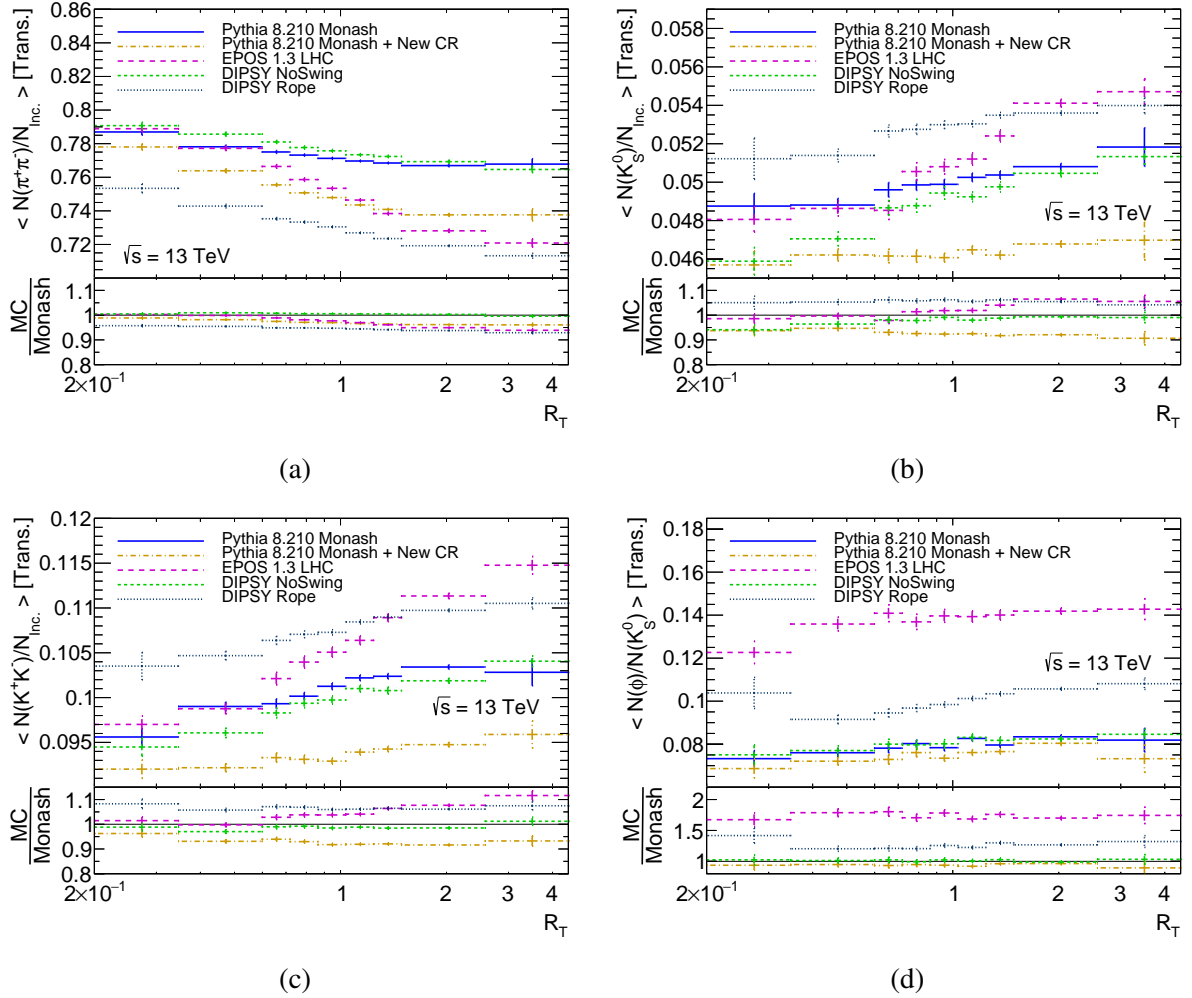 < N(π⁺π⁻)/N_Inc. > [Trans.]
0.86
0.84
0.82
0.8
0.78
0.76
0.74
0.72
Pythia 8.210 Monash
Pythia 8.210 Monash + New CR
EPOS 1.3 LHC
DIPSY NoSwing
DIPSY Rope
√s = 13 TeV
MC
Monash
1.1
1
0.9
0.8
2×10⁻¹ 1 2 3 4
R_T
(a)
< N(K⁰_S)/N_Inc. > [Trans.]
0.058
0.056
0.054
0.052
0.05
0.048
0.046
Pythia 8.210 Monash
Pythia 8.210 Monash + New CR
EPOS 1.3 LHC
DIPSY NoSwing
DIPSY Rope
√s = 13 TeV
MC
Monash
1.1
1
0.9
0.8
2×10⁻¹ 1 2 3 4
R_T
(b)
< N(K⁺K⁻)/N_Inc. > [Trans.]
0.12
0.115
0.11
0.105
0.1
0.095
Pythia 8.210 Monash
Pythia 8.210 Monash + New CR
EPOS 1.3 LHC
DIPSY NoSwing
DIPSY Rope
√s = 13 TeV
MC
Monash
1.1
1
0.9
0.8
2×10⁻¹ 1 2 3 4
R_T
(c)
< N(ϕ)/N(K⁰_S) > [Trans.]
0.18
0.16
0.14
0.12
0.1
0.08
Pythia 8.210 Monash
Pythia 8.210 Monash + New CR
EPOS 1.3 LHC
DIPSY NoSwing
DIPSY Rope
√s = 13 TeV
MC
Monash
2
1.5
1
2×10⁻¹ 1 2 3 4
R_T
(d)